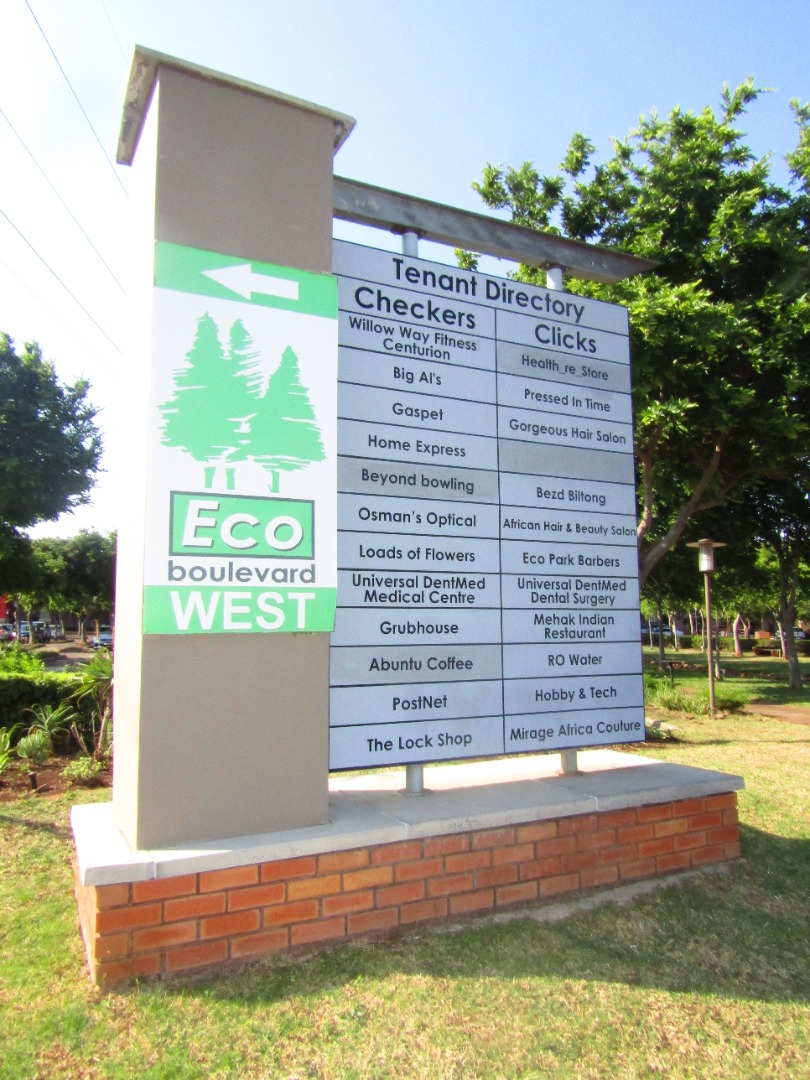 Eco
boulevard
WEST
Tenant Directory
Checkers
Willow Way Fitness
Centurion
Big Al's
Gaspet
Home Express
Beyond bowling
Osman's Optical
Loads of Flowers
Universal DentMed
Medical Centre
Grubhouse
Abuntu Coffee
PostNet
The Lock Shop
Clicks
Health_re_Store
Pressed In Time
Gorgeous Hair Salon
Bezd Biltong
African Hair & Beauty Salon
Eco Park Barbers
Universal DentMed
Dental Surgery
Mehak Indian
Restaurant
RO Water
Hobby & Tech
Mirage Africa Couture